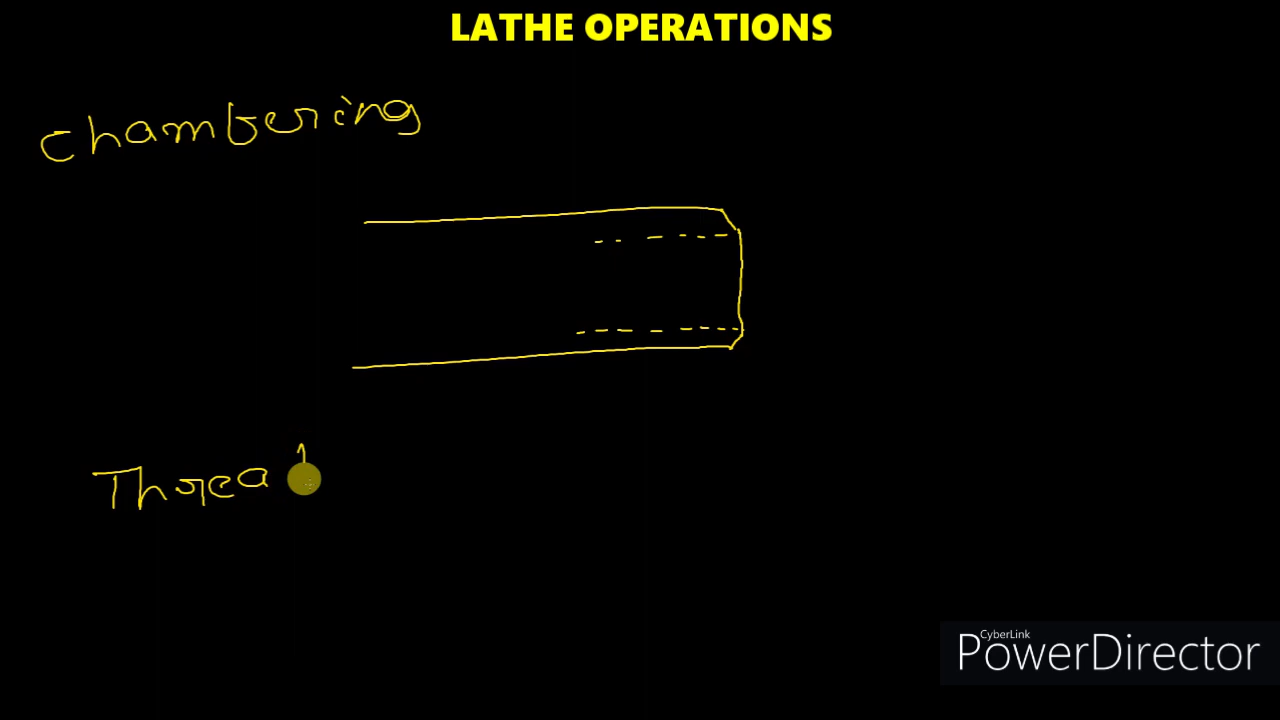 LATHE OPERATIONS
Chambering
Threa
CyberLink
PowerDirector